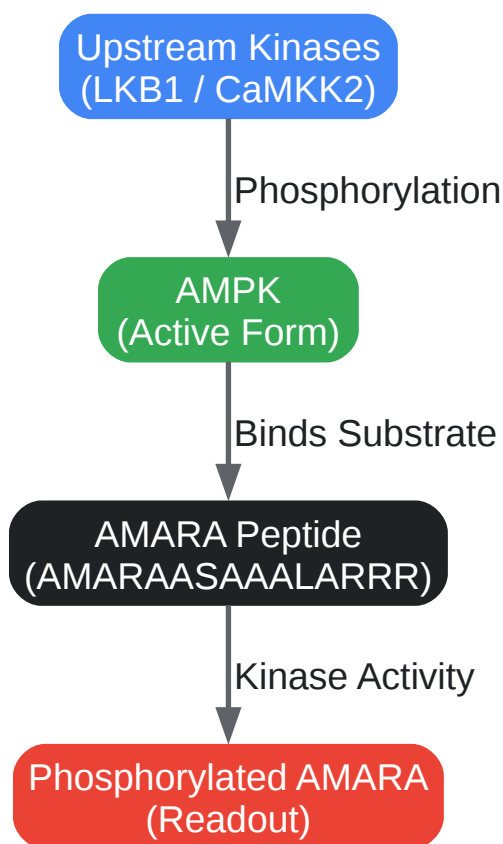 Upstream Kinases
(LKB1 / CaMKK2)
Phosphorylation
AMPK
(Active Form)
Binds Substrate
AMARA Peptide
(AMARAASAAALARRR)
Kinase Activity
Phosphorylated AMARA
(Readout)